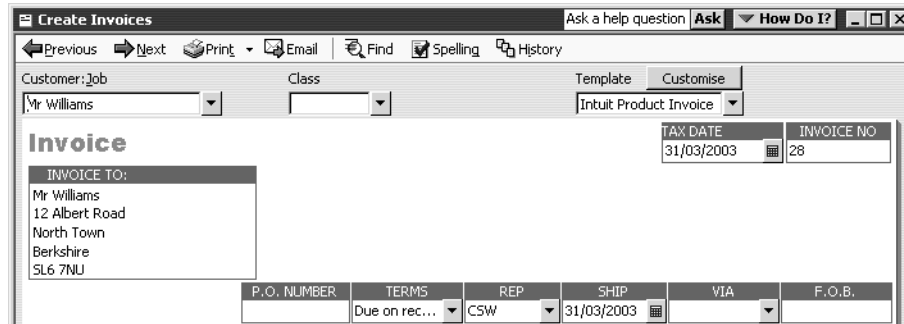 Create Invoices Ask a help question Ask How Do I?
Previous Next Print Email Find Spelling History
Customer:Job Class Template Customise
Mr Williams Intuit Product Invoice
Invoice TAX DATE INVOICE NO
31/03/2003 28
INVOICE TO:
Mr Williams
12 Albert Road
North Town
Berkshire
SL6 7NU
P.O. NUMBER TERMS REP SHIP VIA F.O.B.
Due on rec... CSW 31/03/2003